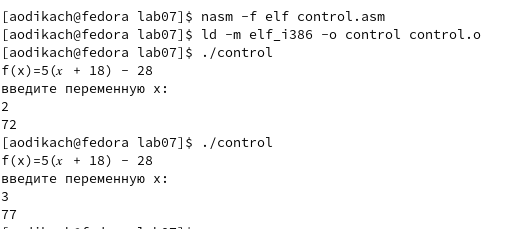 [aodikach@fedora lab07]$ nasm -f elf control.asm
[aodikach@fedora lab07]$ ld -m elf_i386 -o control control.o
[aodikach@fedora lab07]$ ./control
f(x)=5(𝑥 + 18) − 28
введите переменную x:
2
72
[aodikach@fedora lab07]$ ./control
f(x)=5(𝑥 + 18) − 28
введите переменную x:
3
77